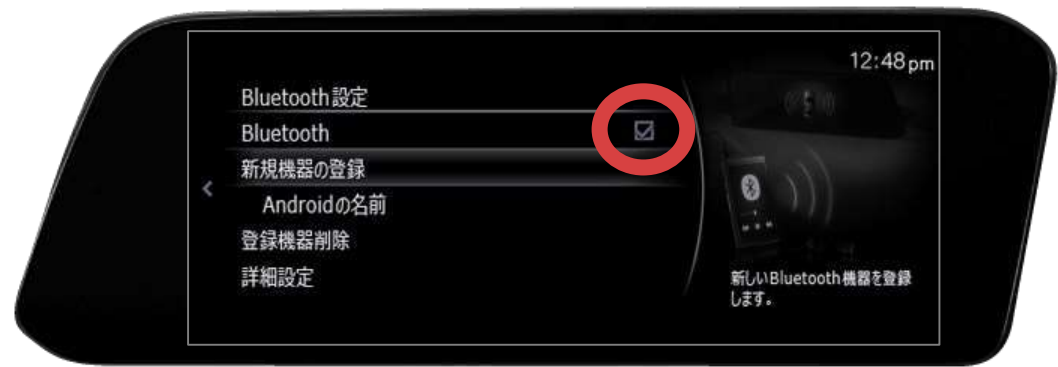 12:48 pm
Bluetooth設定
Bluetooth
新規機器の登録
Androidの名前
登録機器削除
詳細設定
新しいBluetooth機器を登録
します。